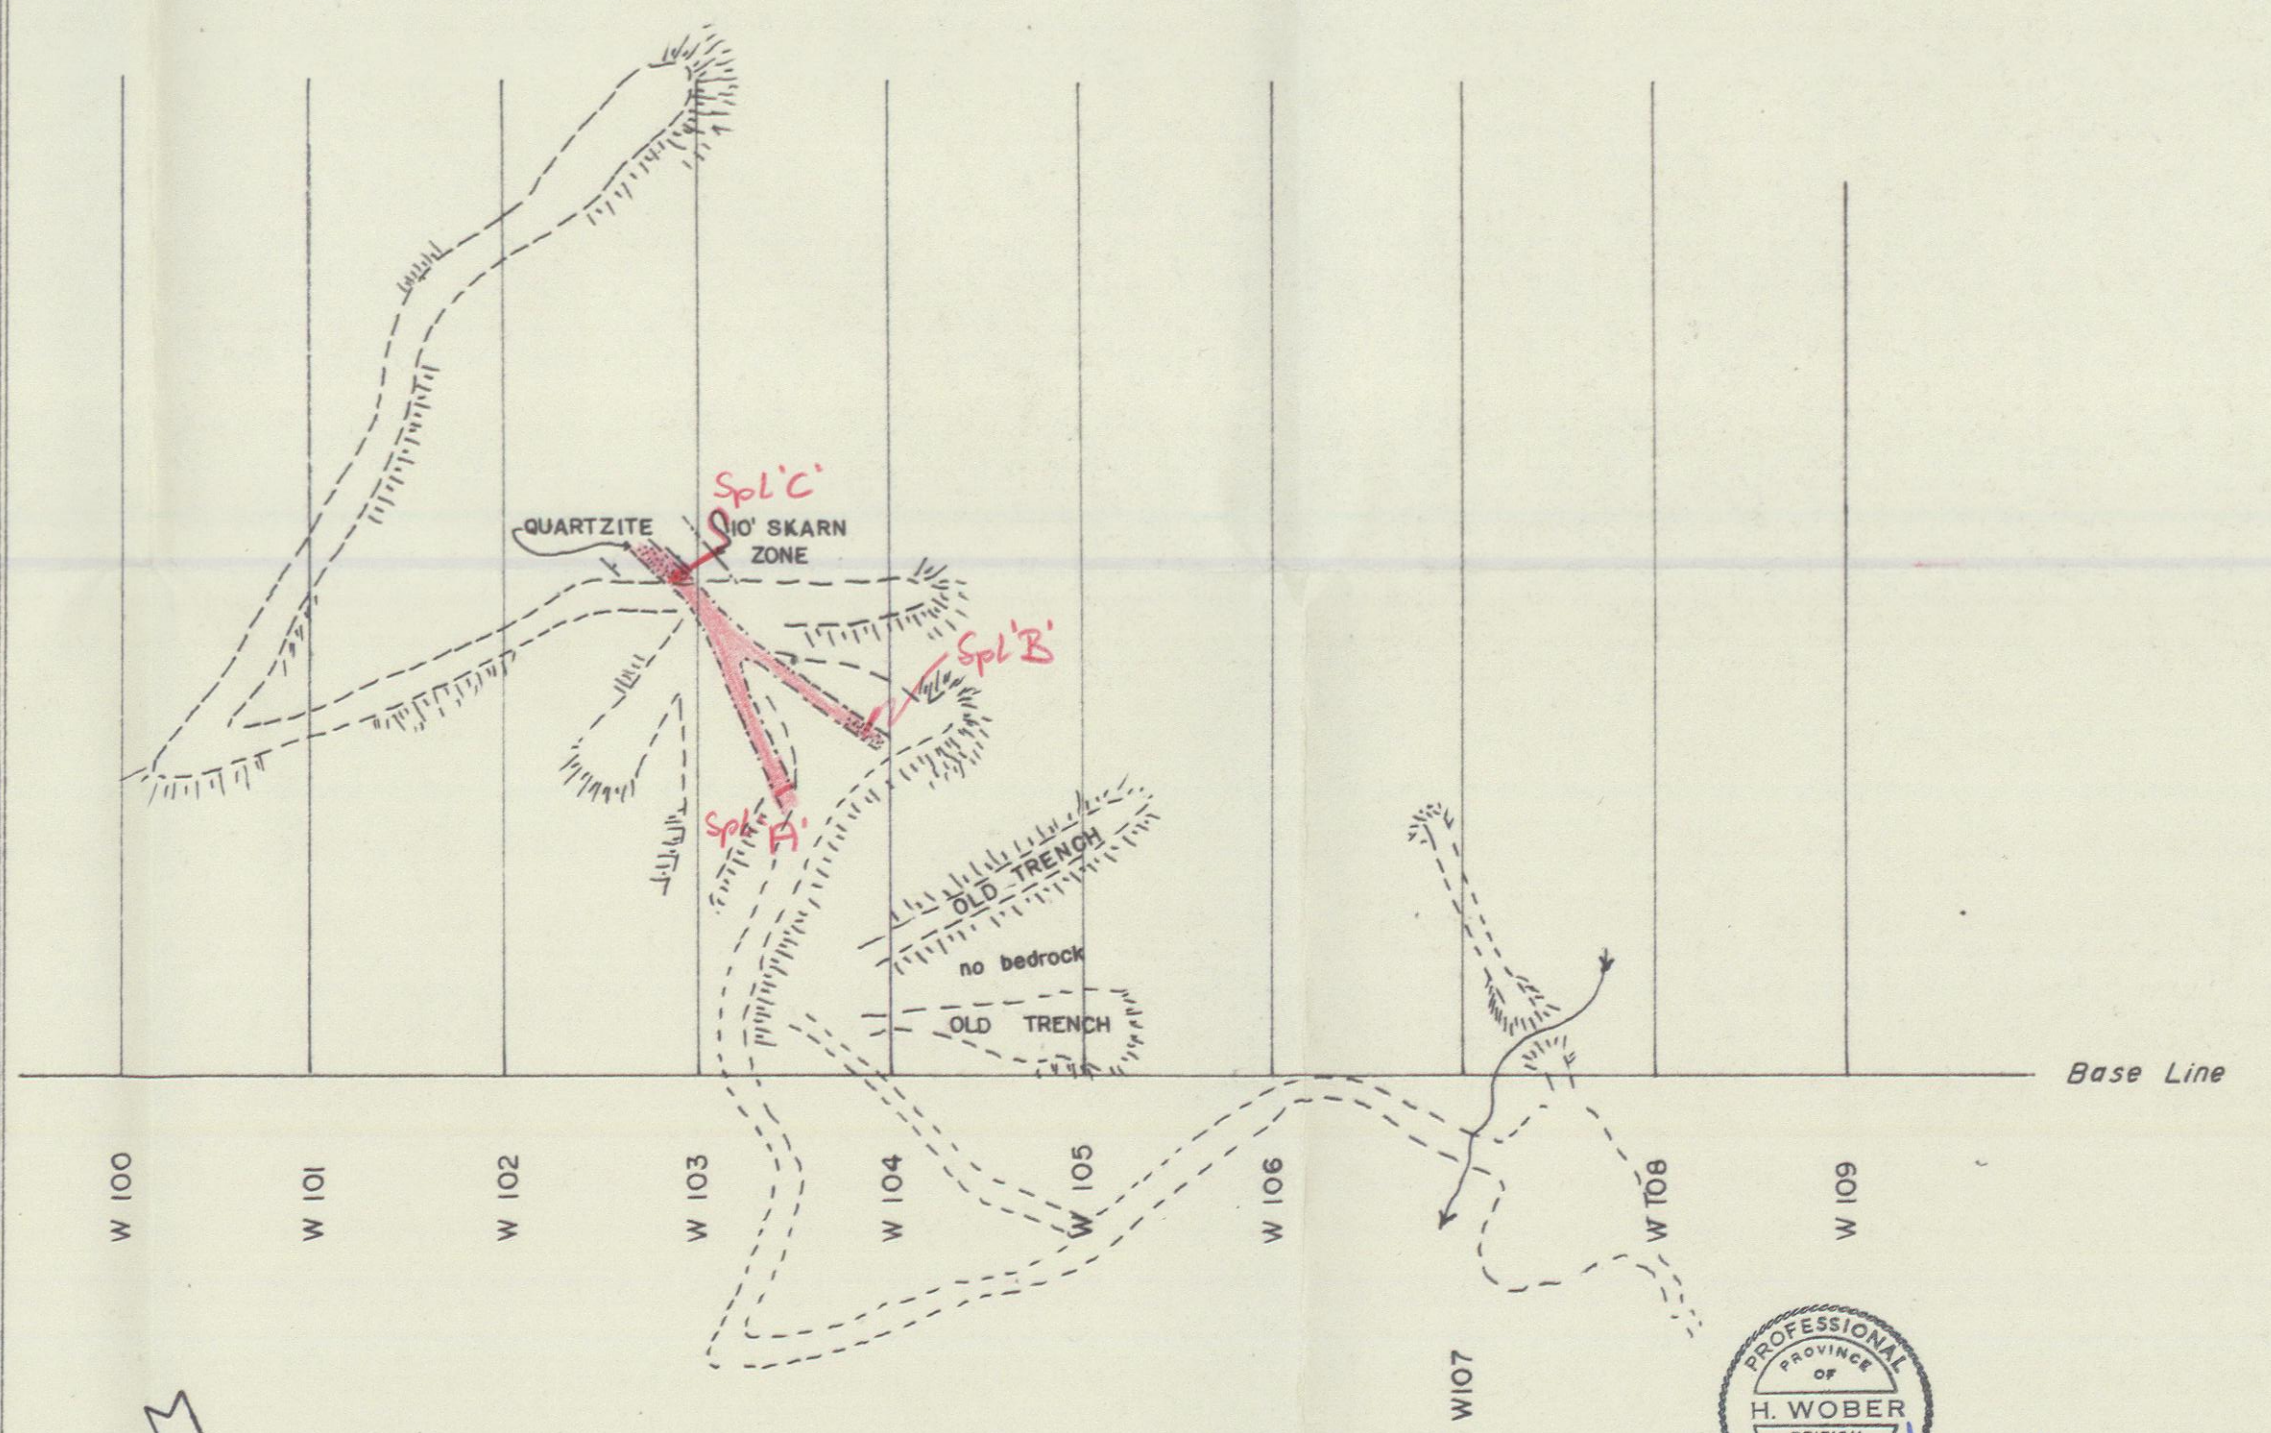 Spl 'C'
QUARTZITE
10' SKARN
ZONE
Spl 'B'
Spl 'A'
OLD TRENCH
no bedrock
OLD TRENCH
Base Line
W 100
W 101
W 102
W 103
W 104
W 105
W 106
W107
W 108
W 109
PROFESSIONAL
PROVINCE
OF
H. WOBER